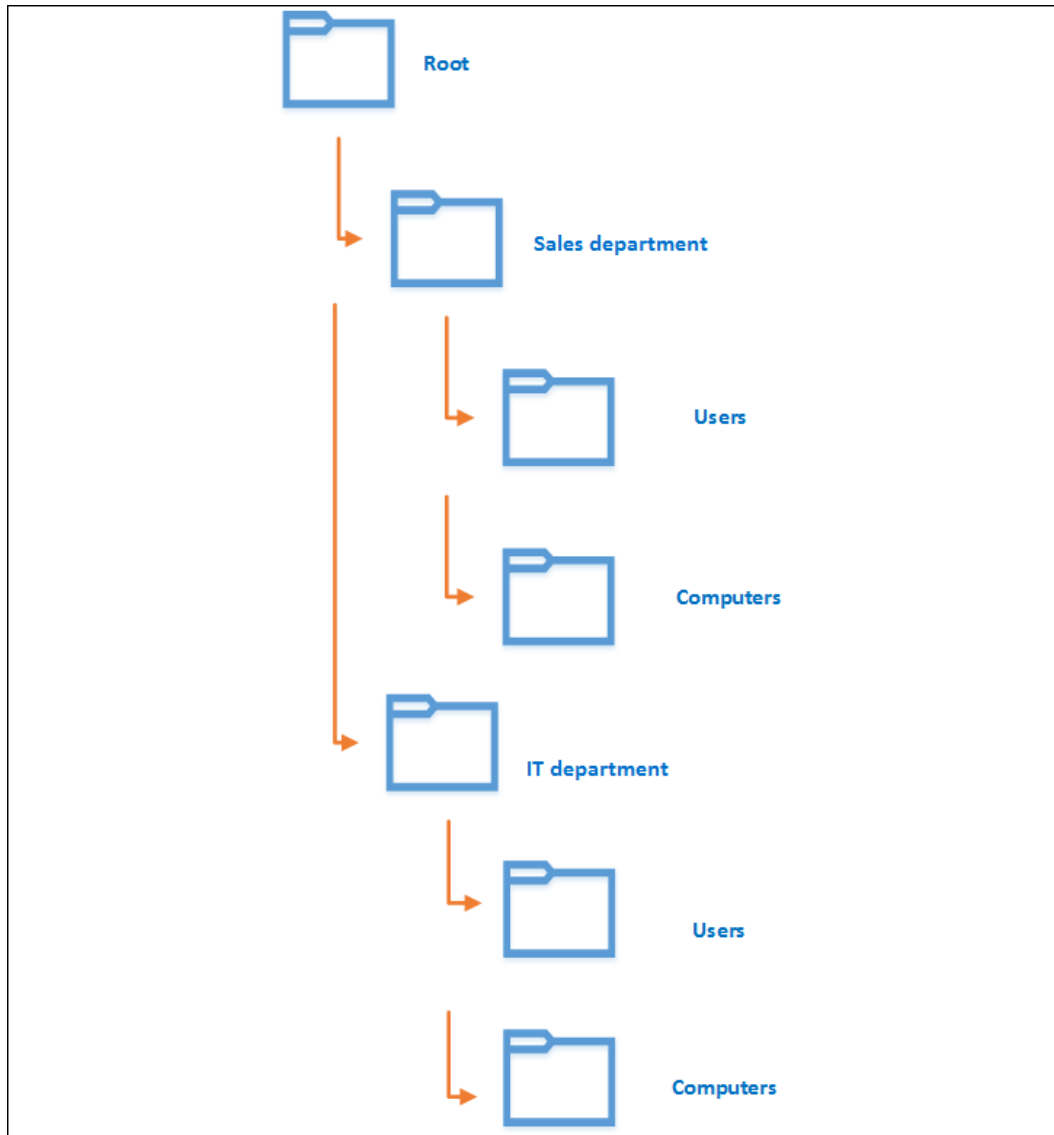 Root
Sales department
Users
Computers
IT department
Users
Computers